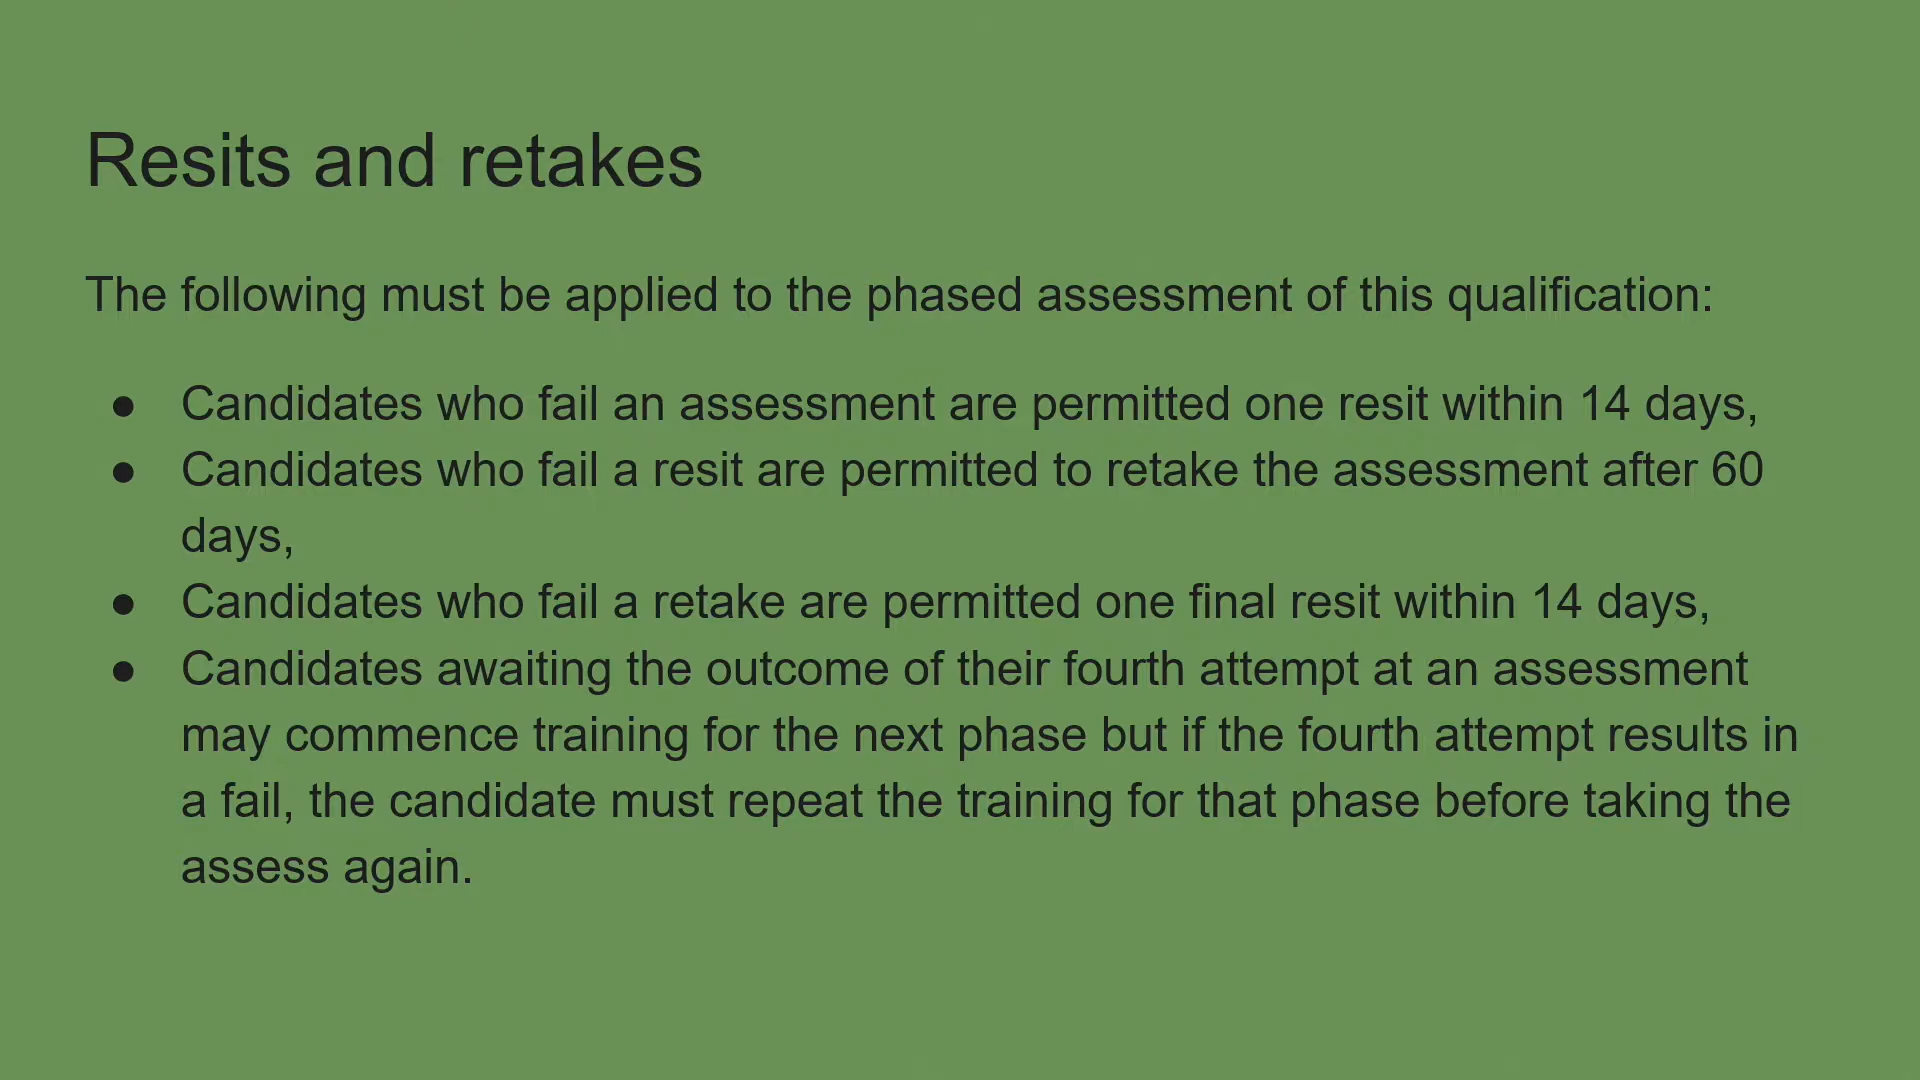 Resits and retakes
The following must be applied to the phased assessment of this qualification:
● Candidates who fail an assessment are permitted one resit within 14 days,
● Candidates who fail a resit are permitted to retake the assessment after 60
days,
● Candidates who fail a retake are permitted one final resit within 14 days,
● Candidates awaiting the outcome of their fourth attempt at an assessment
may commence training for the next phase but if the fourth attempt results in
a fail, the candidate must repeat the training for that phase before taking the
assess again.